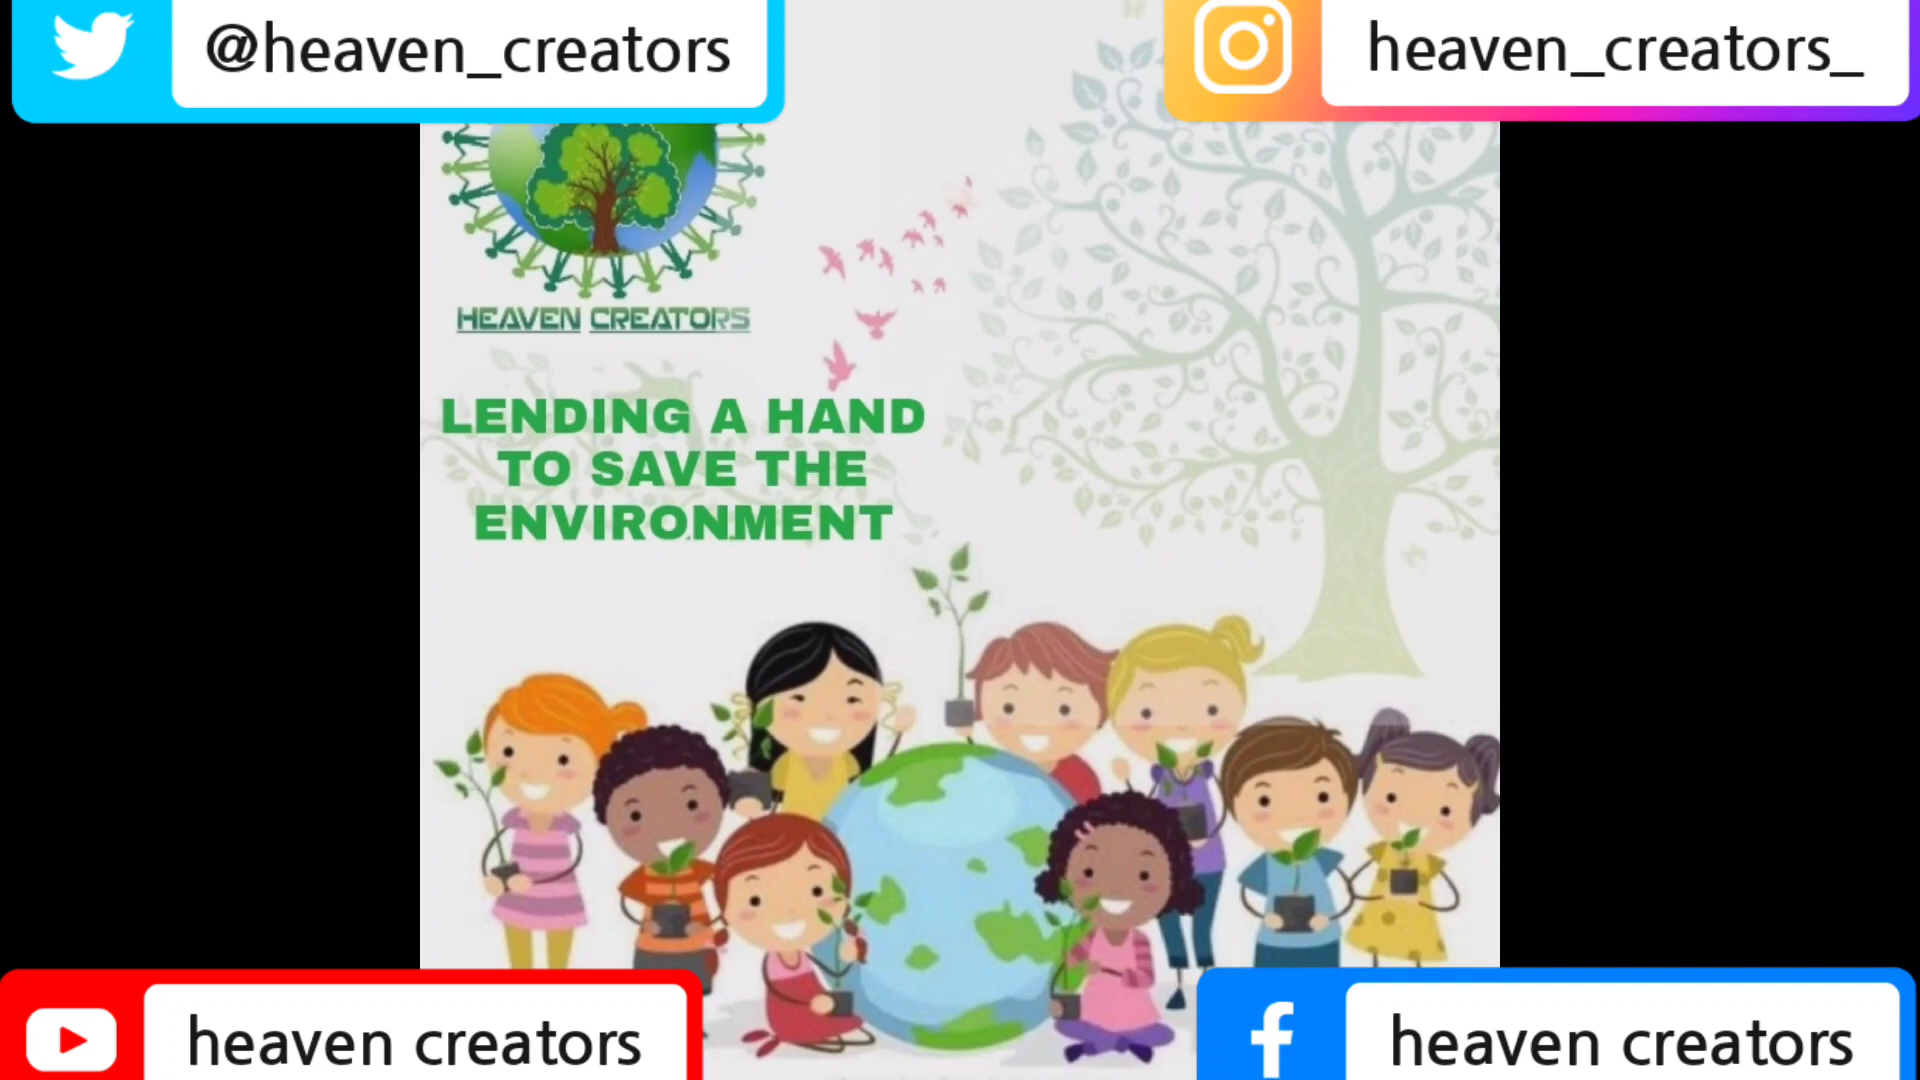 @heaven_creators
heaven_creators_
HEAVEN CREATORS
LENDING A HAND
TO SAVE THE
ENVIRONMENT
heaven creators
heaven creators